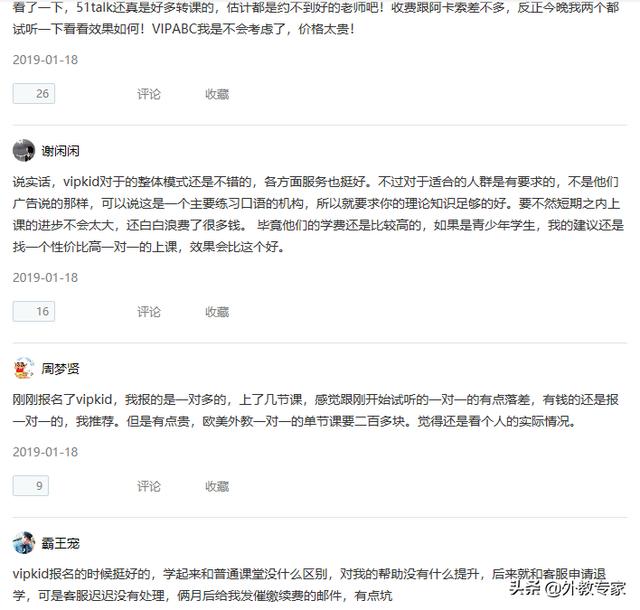 看了一下，51talk还真是好多转课的，估计都是约不到好的老师吧！收费跟阿卡索差不多，反正今晚我两个都
试听一下看看效果如何！VIPABC我是不会考虑了，价格太贵！
2019-01-18
26 评论 收藏
谢闲闲
说实话，vipkid对于的整体模式还是不错的，各方面服务也挺好。不过对于适合的人群是有要求的，不是他们
广告说的那样，可以说这是一个主要练习口语的机构，所以就要求你的理论知识足够的好。要不然短期之内上
课的进步不会太大，还白白浪费了很多钱。 毕竟他们的学费还是比较高的，如果是青少年学生，我的建议还是
找一个性价比高一对一的上课，效果会比这个好。
2019-01-18
16 评论 收藏
周梦贤
刚刚报名了vipkid，我报的是一对多的，上了几节课，感觉跟刚开始试听的一对一的有点落差，有钱的还是报
一对一的，我推荐。但是有点贵，欧美外教一对一的单节课要二百多块。觉得还是看个人的实际情况。
2019-01-18
9 评论 收藏
霸王宠
vipkid报名的时候挺好的，学起来和普通课堂没什么区别，对我的帮助没有什么提升，后来就和客服申请退
学，可是客服迟迟没有处理，俩月后给我发催缴续费的邮件，有点坑
头条 @外教专家